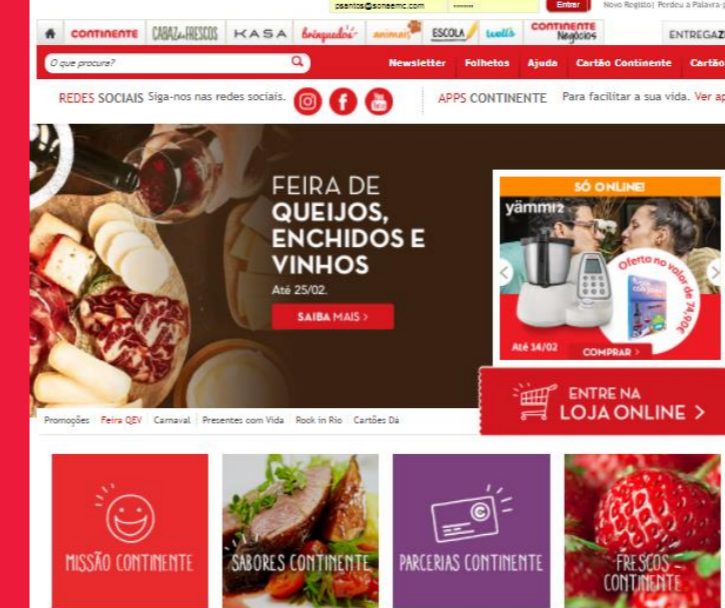 psantos@sonaemc.com
Entrar
Novo Registo| Perdeu a Palavra-p
CONTINENTE
CABAZ FRESCOS
KASA
brinquedos
animais
ESCOLA
well's
CONTINENTE
Negócios
ENTREGAZ
O que procura?
Newsletter
Folhetos
Ajuda
Cartão Continente
Cartão
REDES SOCIAIS Siga-nos nas redes sociais.
You
APPS CONTINENTE Para facilitar a sua vida. Ver ap
FEIRA DE
QUEIJOS,
ENCHIDOS E
VINHOS
Até 25/02.
SAIBA MAIS >
SÓ ONLINE!
yämmi2
Oferta no valor de 74,90€
Até 14/02
COMPRAR >
ENTRE NA
LOJA ONLINE >
Promoções
Feira QEV
Carnaval
Presentes com Vida
Rock in Rio
Cartões Dá
MISSÃO CONTINENTE
SABORES CONTINENTE
PARCERIAS CONTINENTE
FRESCOS -
CONTINENTE